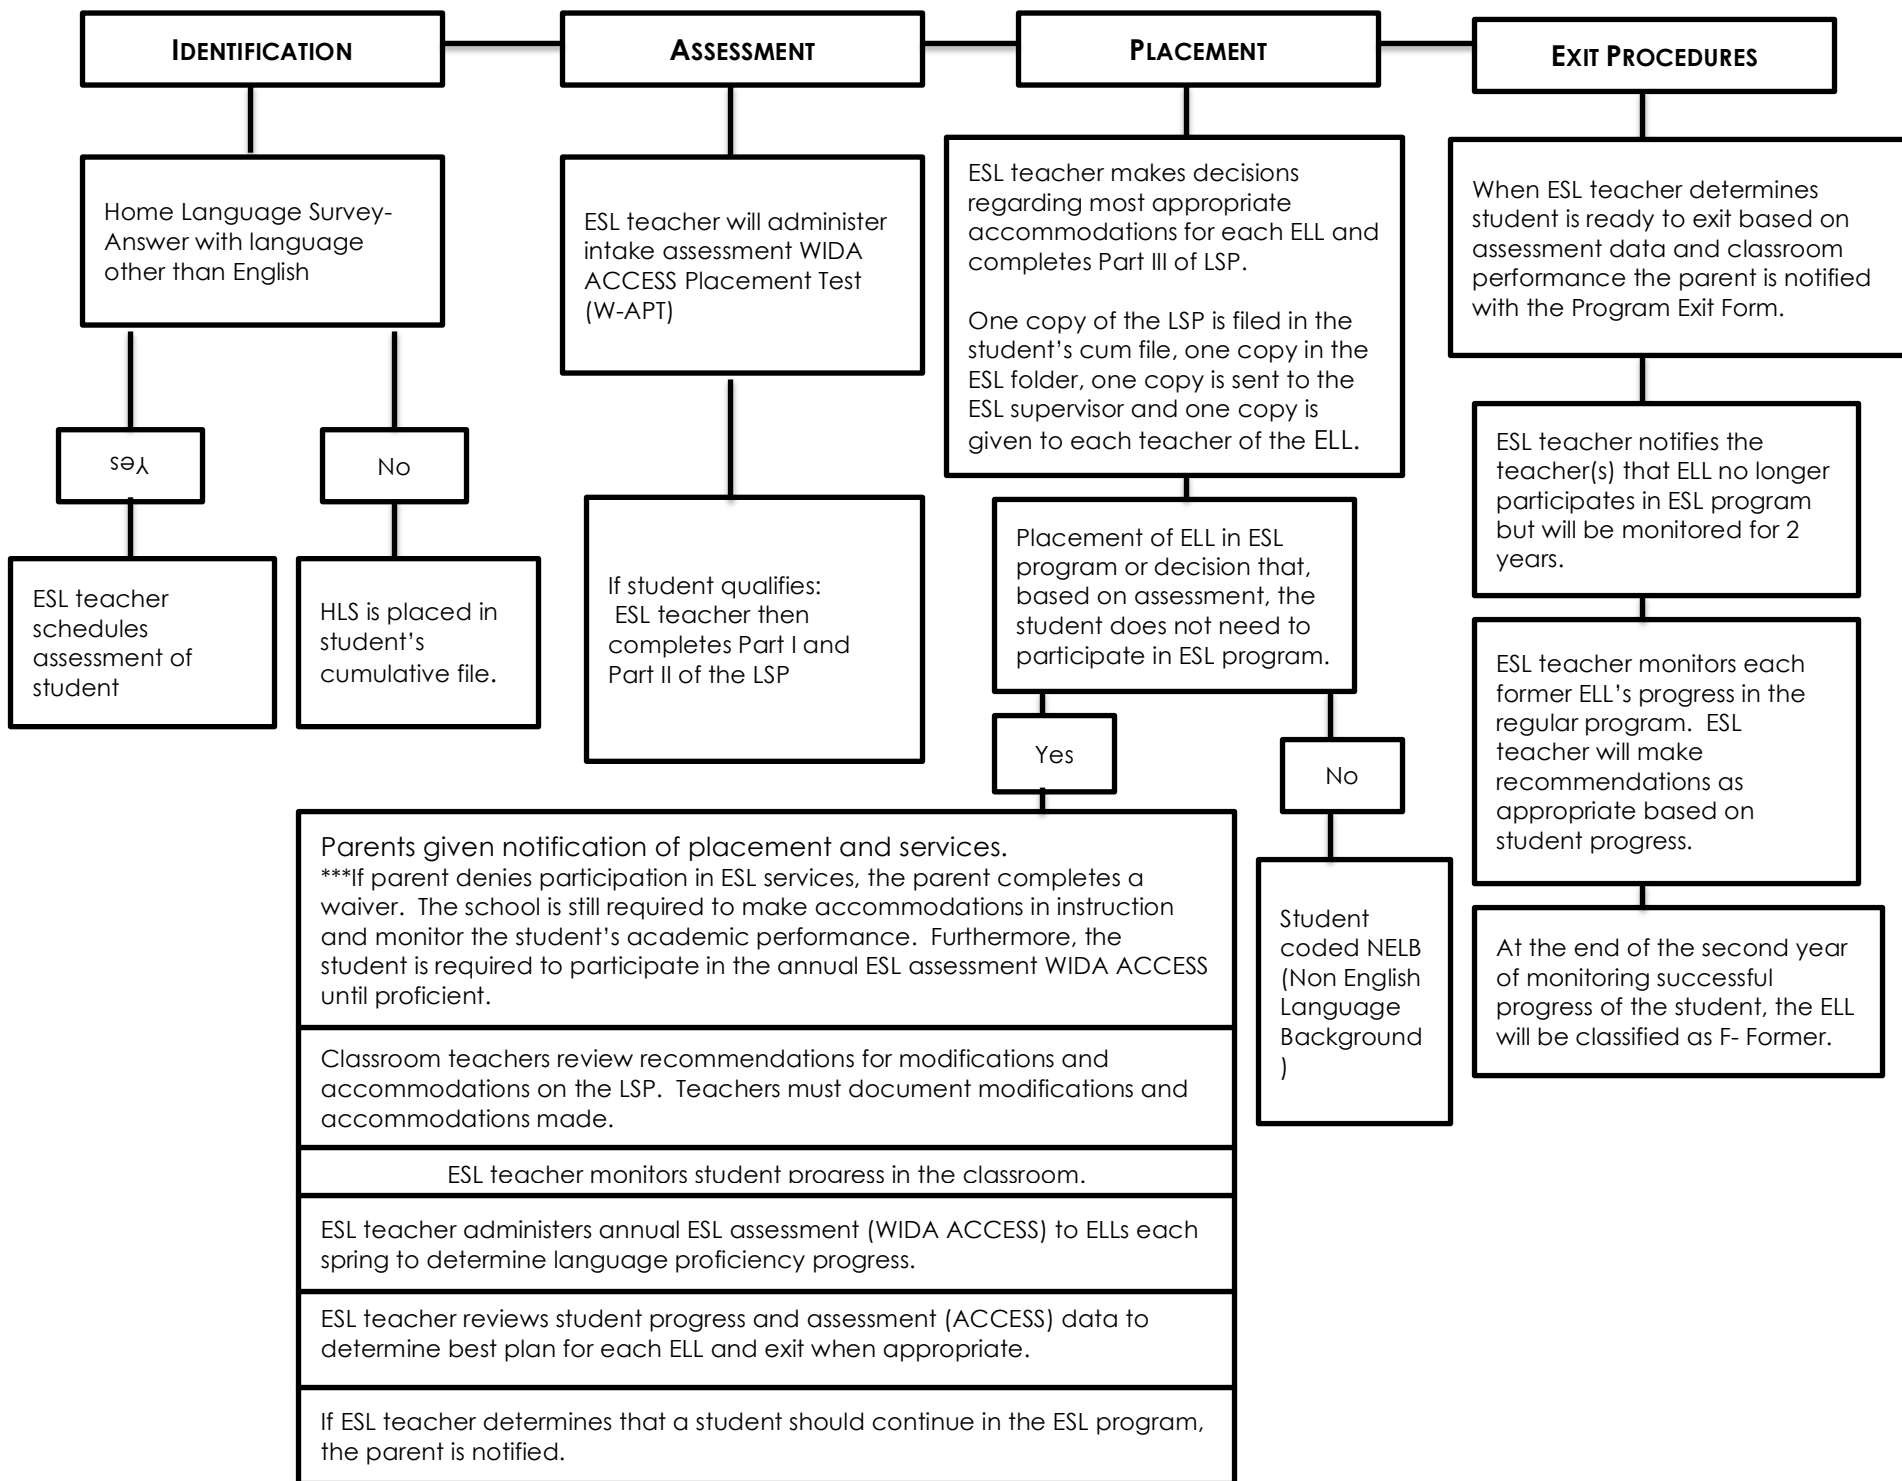 IDENTIFICATION
ASSESSMENT
PLACEMENT
EXIT PROCEDURES
Home Language Survey-
Answer with language
other than English
Yes
No
ESL teacher
schedules
assessment of
student
HLS is placed in
student’s
cumulative file.
ESL teacher will administer
intake assessment WIDA
ACCESS Placement Test
(W-APT)
If student qualifies:
ESL teacher then
completes Part I and
Part II of the LSP
ESL teacher makes decisions
regarding most appropriate
accommodations for each ELL and
completes Part III of LSP.
One copy of the LSP is filed in the
student’s cum file, one copy in the
ESL folder, one copy is sent to the
ESL supervisor and one copy is
given to each teacher of the ELL.
Placement of ELL in ESL
program or decision that,
based on assessment, the
student does not need to
participate in ESL program.
Yes
No
Parents given notification of placement and services.
***If parent denies participation in ESL services, the parent completes a
waiver.  The school is still required to make accommodations in instruction
and monitor the student’s academic performance.  Furthermore, the
student is required to participate in the annual ESL assessment WIDA ACCESS
until proficient.
Classroom teachers review recommendations for modifications and
accommodations on the LSP.  Teachers must document modifications and
accommodations made.
ESL teacher monitors student progress in the classroom.
ESL teacher administers annual ESL assessment (WIDA ACCESS) to ELLs each
spring to determine language proficiency progress.
ESL teacher reviews student progress and assessment (ACCESS) data to
determine best plan for each ELL and exit when appropriate.
If ESL teacher determines that a student should continue in the ESL program,
the parent is notified.
Student
coded NELB
(Non English
Language
Background
)
When ESL teacher determines
student is ready to exit based on
assessment data and classroom
performance the parent is notified
with the Program Exit Form.
ESL teacher notifies the
teacher(s) that ELL no longer
participates in ESL program
but will be monitored for 2
years.
ESL teacher monitors each
former ELL’s progress in the
regular program.  ESL
teacher will make
recommendations as
appropriate based on
student progress.
At the end of the second year
of monitoring successful
progress of the student, the ELL
will be classified as F- Former.